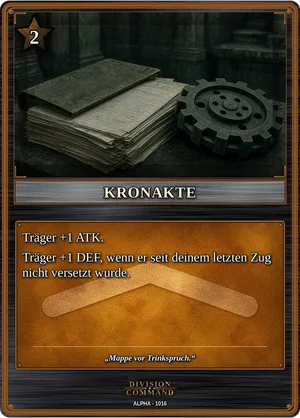 2
KRONAKTE
Träger +1 ATK.
Träger +1 DEF, wenn er seit deinem letzten Zug
nicht versetzt wurde.
„Mappe vor Trinkspruch.“
DIVISION
COMMAND
ALPHA - 1016